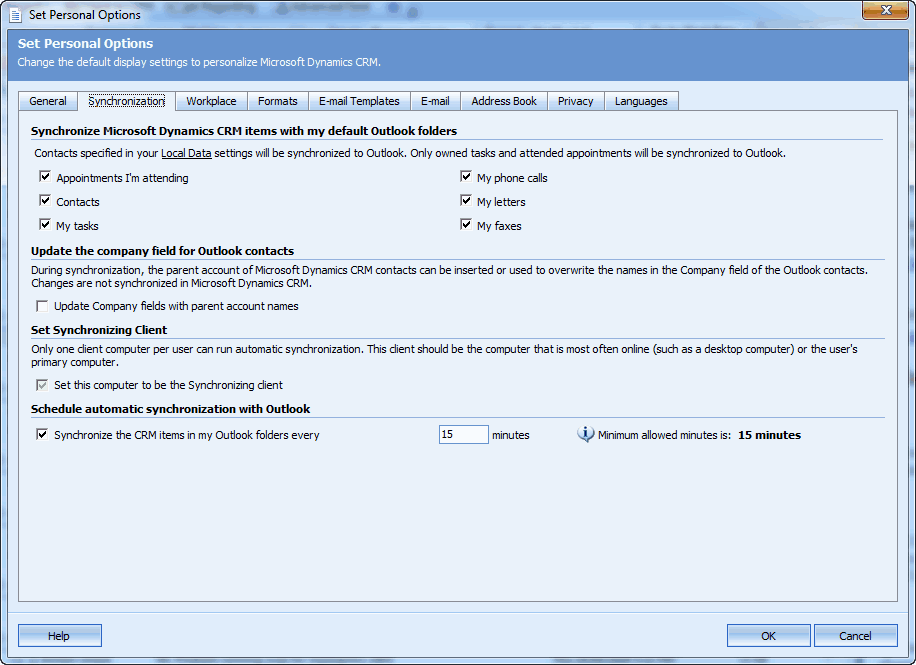 Set Personal Options
Set Personal Options
Change the default display settings to personalize Microsoft Dynamics CRM.
General Synchronization Workplace Formats E-mail Templates E-mail Address Book Privacy Languages
Synchronize Microsoft Dynamics CRM items with my default Outlook folders
Contacts specified in your Local Data settings will be synchronized to Outlook. Only owned tasks and attended appointments will be synchronized to Outlook.
Appointments I'm attending My phone calls
Contacts My letters
My tasks My faxes
Update the company field for Outlook contacts
During synchronization, the parent account of Microsoft Dynamics CRM contacts can be inserted or used to overwrite the names in the Company field of the Outlook contacts.
Changes are not synchronized in Microsoft Dynamics CRM.
Update Company fields with parent account names
Set Synchronizing Client
Only one client computer per user can run automatic synchronization. This client should be the computer that is most often online (such as a desktop computer) or the user's
primary computer.
Set this computer to be the Synchronizing client
Schedule automatic synchronization with Outlook
Synchronize the CRM items in my Outlook folders every 15 minutes Minimum allowed minutes is: 15 minutes
Help OK Cancel